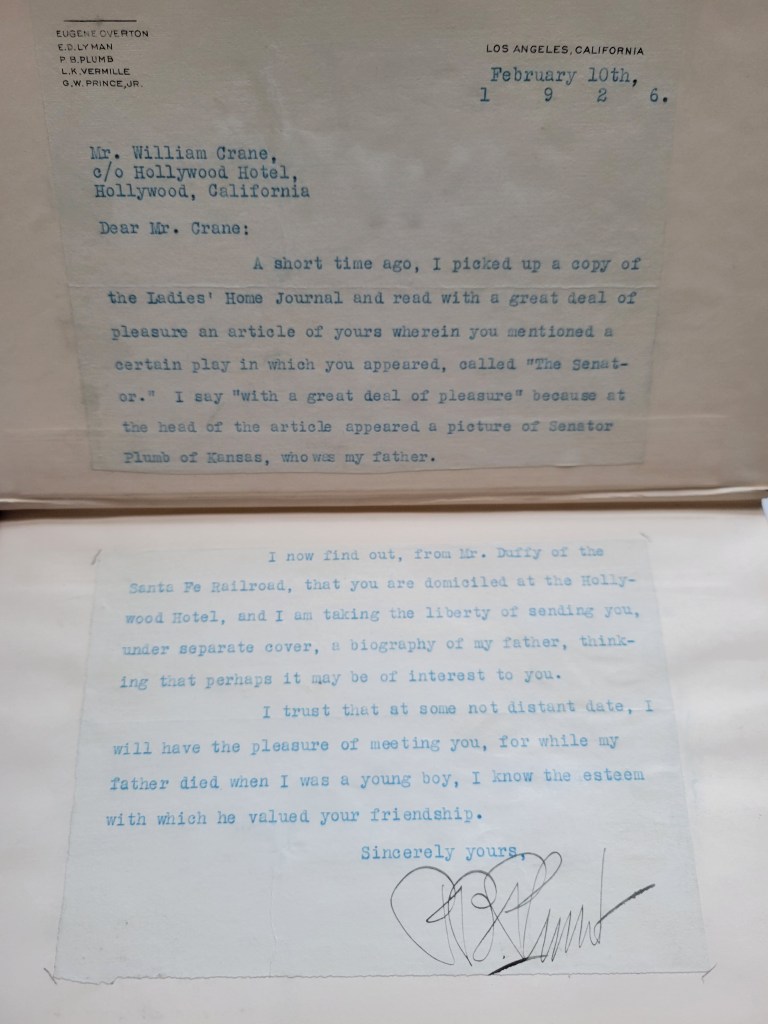 EUGENE OVERTON
E.D. LYMAN
P.B. PLUMB
L.K. VERMILLE
G.W. PRINCE, JR.
LOS ANGELES, CALIFORNIA
February 10th,
1 9 2 6.
Mr. William Crane,
c/o Hollywood Hotel,
Hollywood, California
Dear Mr. Crane:
A short time ago, I picked up a copy of
the Ladies' Home Journal and read with a great deal of
pleasure an article of yours wherein you mentioned a
certain play in which you appeared, called "The Senat-
or." I say "with a great deal of pleasure" because at
the head of the article appeared a picture of Senator
Plumb of Kansas, who was my father.
I now find out, from Mr. Duffy of the
Santa Fe Railroad, that you are domiciled at the Holly-
wood Hotel, and I am taking the liberty of sending you,
under separate cover, a biography of my father, think-
ing that perhaps it may be of interest to you.
I trust that at some not distant date, I
will have the pleasure of meeting you, for while my
father died when I was a young boy, I know the esteem
with which he valued your friendship.
Sincerely yours,
P.B. Plumb